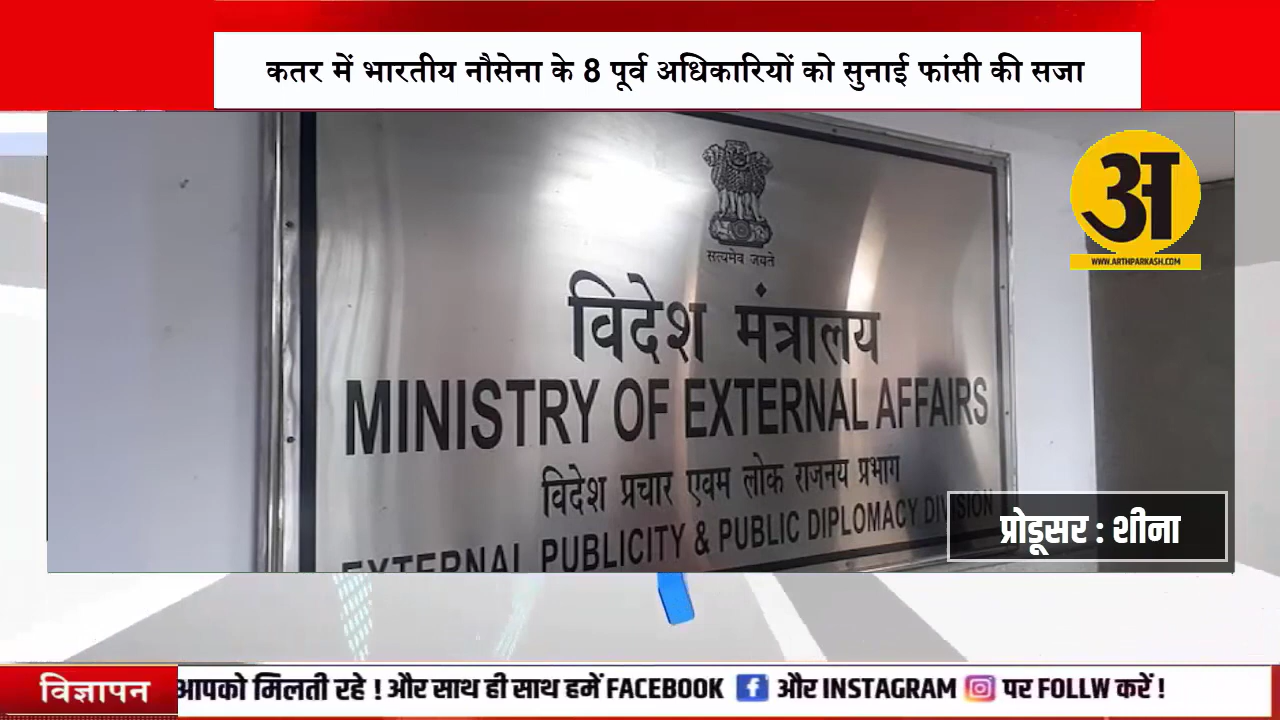 कतर में भारतीय नौसेना के 8 पूर्व अधिकारियों को सुनाई फांसी की सजा
अ
WWW.ARTHPARKASH.COM
सत्यमेव जयते
विदेश मंत्रालय
MINISTRY OF EXTERNAL AFFAIRS
विदेश प्रचार एवम लोक राजनय प्रभाग
EXTERNAL PUBLICITY & PUBLIC DIPLOMACY DIVISION
प्रोडूसर : शीना
विज्ञापन
आपको मिलती रहे ! और साथ ही साथ हमें FACEBOOK और INSTAGRAM पर FOLLW करें !